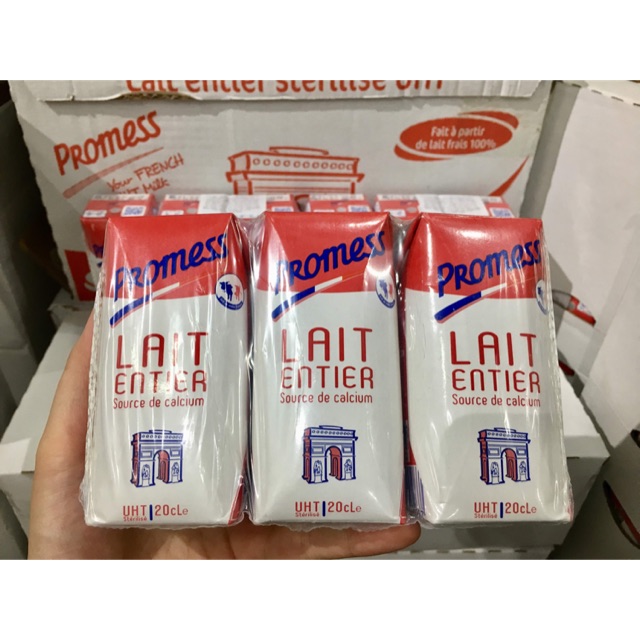 Lait entier stérilisé UHT
Promess
Your FRENCH
Milk
Fait à partir
de lait frais 100%
Promess
LAIT
ENTIER
Source de calcium
UHT 20cLe
Stérilisé
Promess
LAIT
ENTIER
Source de calcium
UHT 20cLe
Stérilisé
Promess
LAIT
ENTIER
Source de calcium
UHT 20cLe
Stérilisé